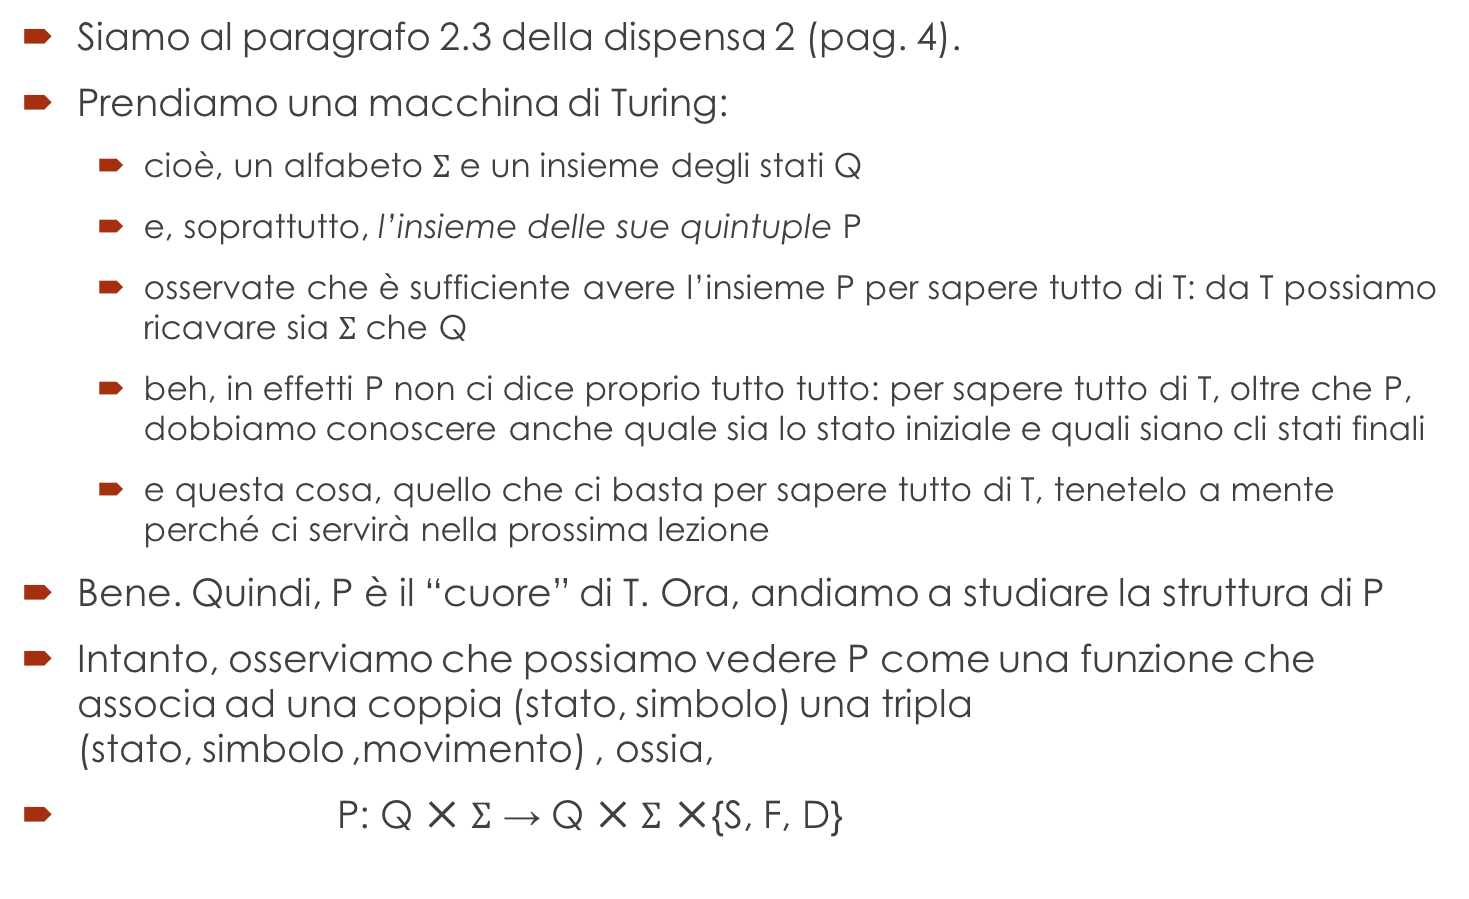 Siamo al paragrafo 2.3 della dispensa 2 (pag. 4).
Prendiamo una macchina di Turing:
cioè, un alfabeto Σ e un insieme degli stati Q
e, soprattutto, l’insieme delle sue quintuple P
osservate che è sufficiente avere l’insieme P per sapere tutto di T: da T possiamo
ricavare sia Σ che Q
beh, in effetti P non ci dice proprio tutto tutto: per sapere tutto di T, oltre che P,
dobbiamo conoscere anche quale sia lo stato iniziale e quali siano cli stati finali
e questa cosa, quello che ci basta per sapere tutto di T, tenetelo a mente
perché ci servirà nella prossima lezione
Bene. Quindi, P è il “cuore” di T. Ora, andiamo a studiare la struttura di P
Intanto, osserviamo che possiamo vedere P come una funzione che
associa ad una coppia (stato, simbolo) una tripla
(stato, simbolo ,movimento) , ossia,
P: Q × Σ → Q × Σ ×{S, F, D}